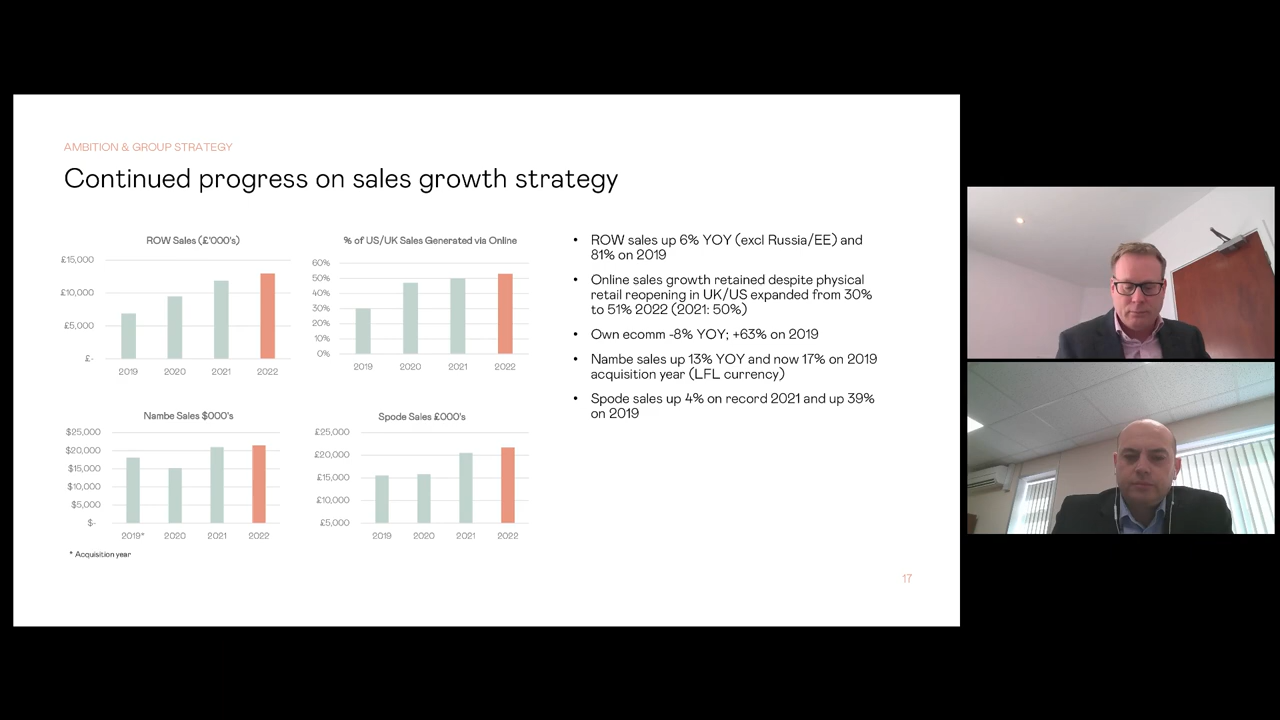 AMBITION & GROUP STRATEGY
Continued progress on sales growth strategy
ROW Sales (£'000's)
£15,000
£10,000
£5,000
£-
2019 2020 2021 2022
% of US/UK Sales Generated via Online
60%
50%
40%
30%
20%
10%
0%
2019 2020 2021 2022
Nambe Sales $000's
$25,000
$20,000
$15,000
$10,000
$5,000
$-
2019* 2020 2021 2022
* Acquisition year
Spode Sales £000's
£25,000
£20,000
£15,000
£10,000
£5,000
2019 2020 2021 2022
• ROW sales up 6% YOY (excl Russia/EE) and
81% on 2019
• Online sales growth retained despite physical
retail reopening in UK/US expanded from 30%
to 51% 2022 (2021: 50%)
• Own ecomm -8% YOY; +63% on 2019
• Nambe sales up 13% YOY and now 17% on 2019
acquisition year (LFL currency)
• Spode sales up 4% on record 2021 and up 39%
on 2019
17